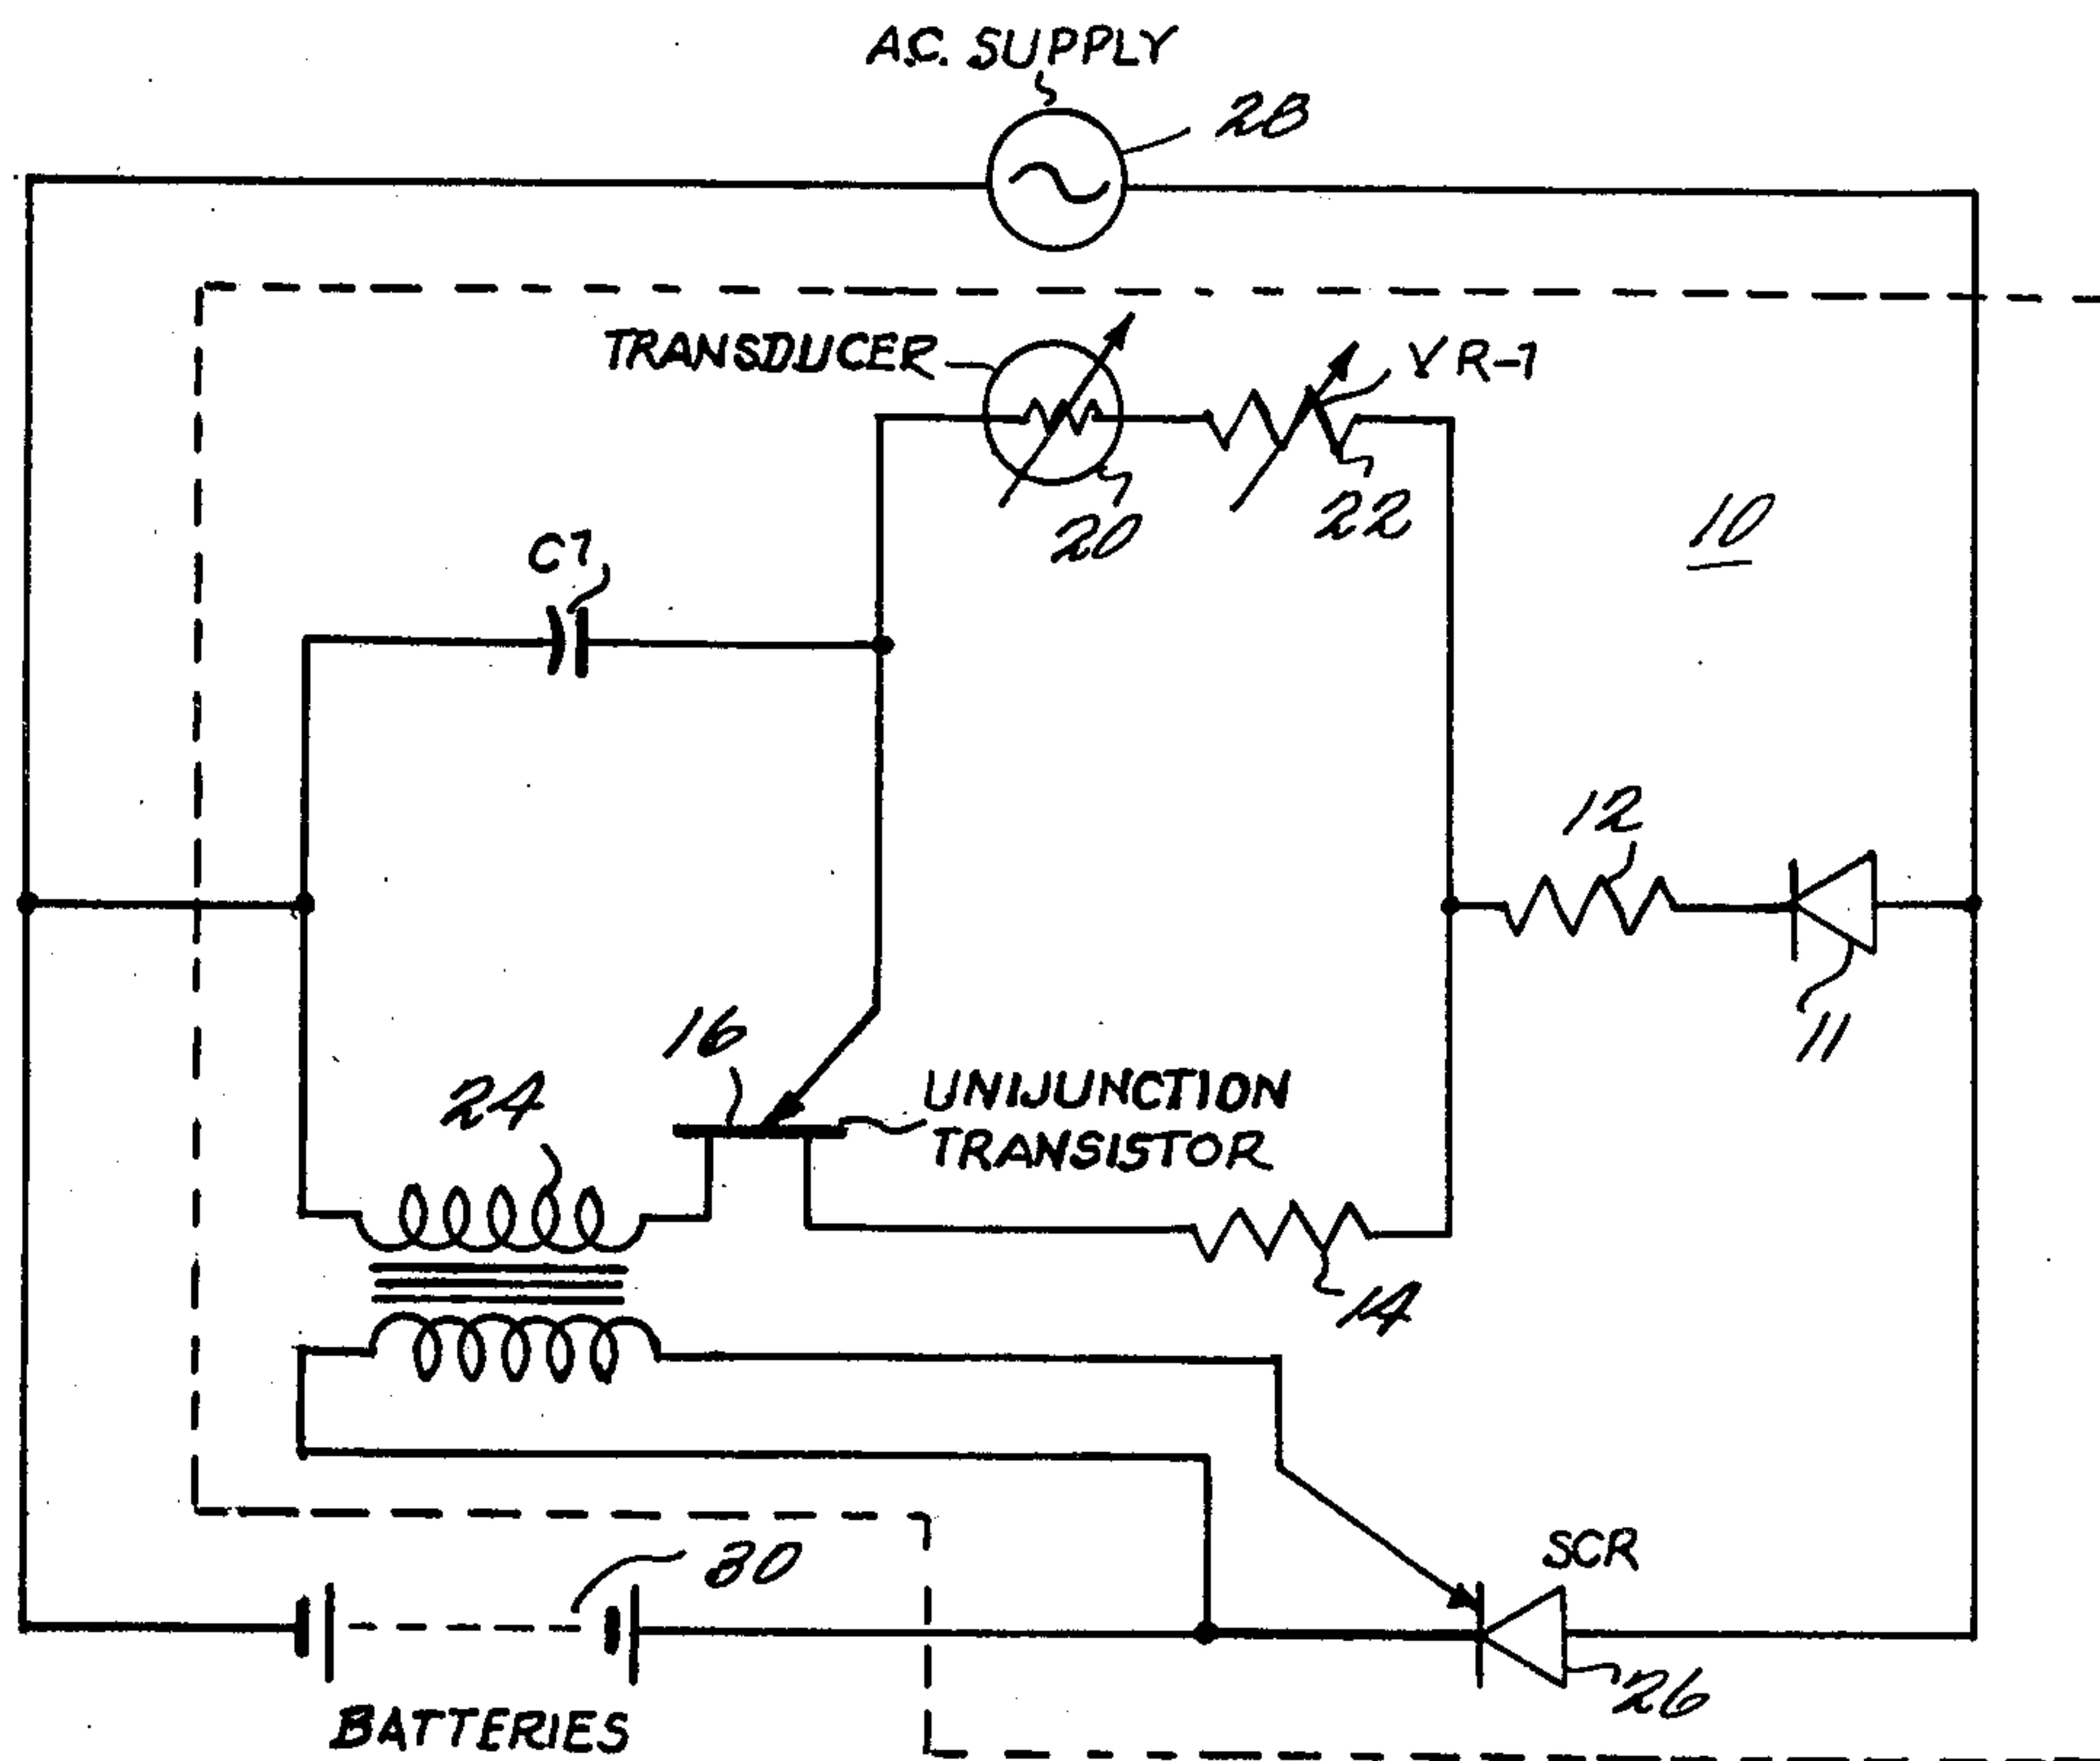 A.C. SUPPLY
28
TRANSDUCER
VR-1
20
22
10
C1
12
11
16
24
UNIJUNCTION
TRANSISTOR
14
30
SCR
26
BATTERIES